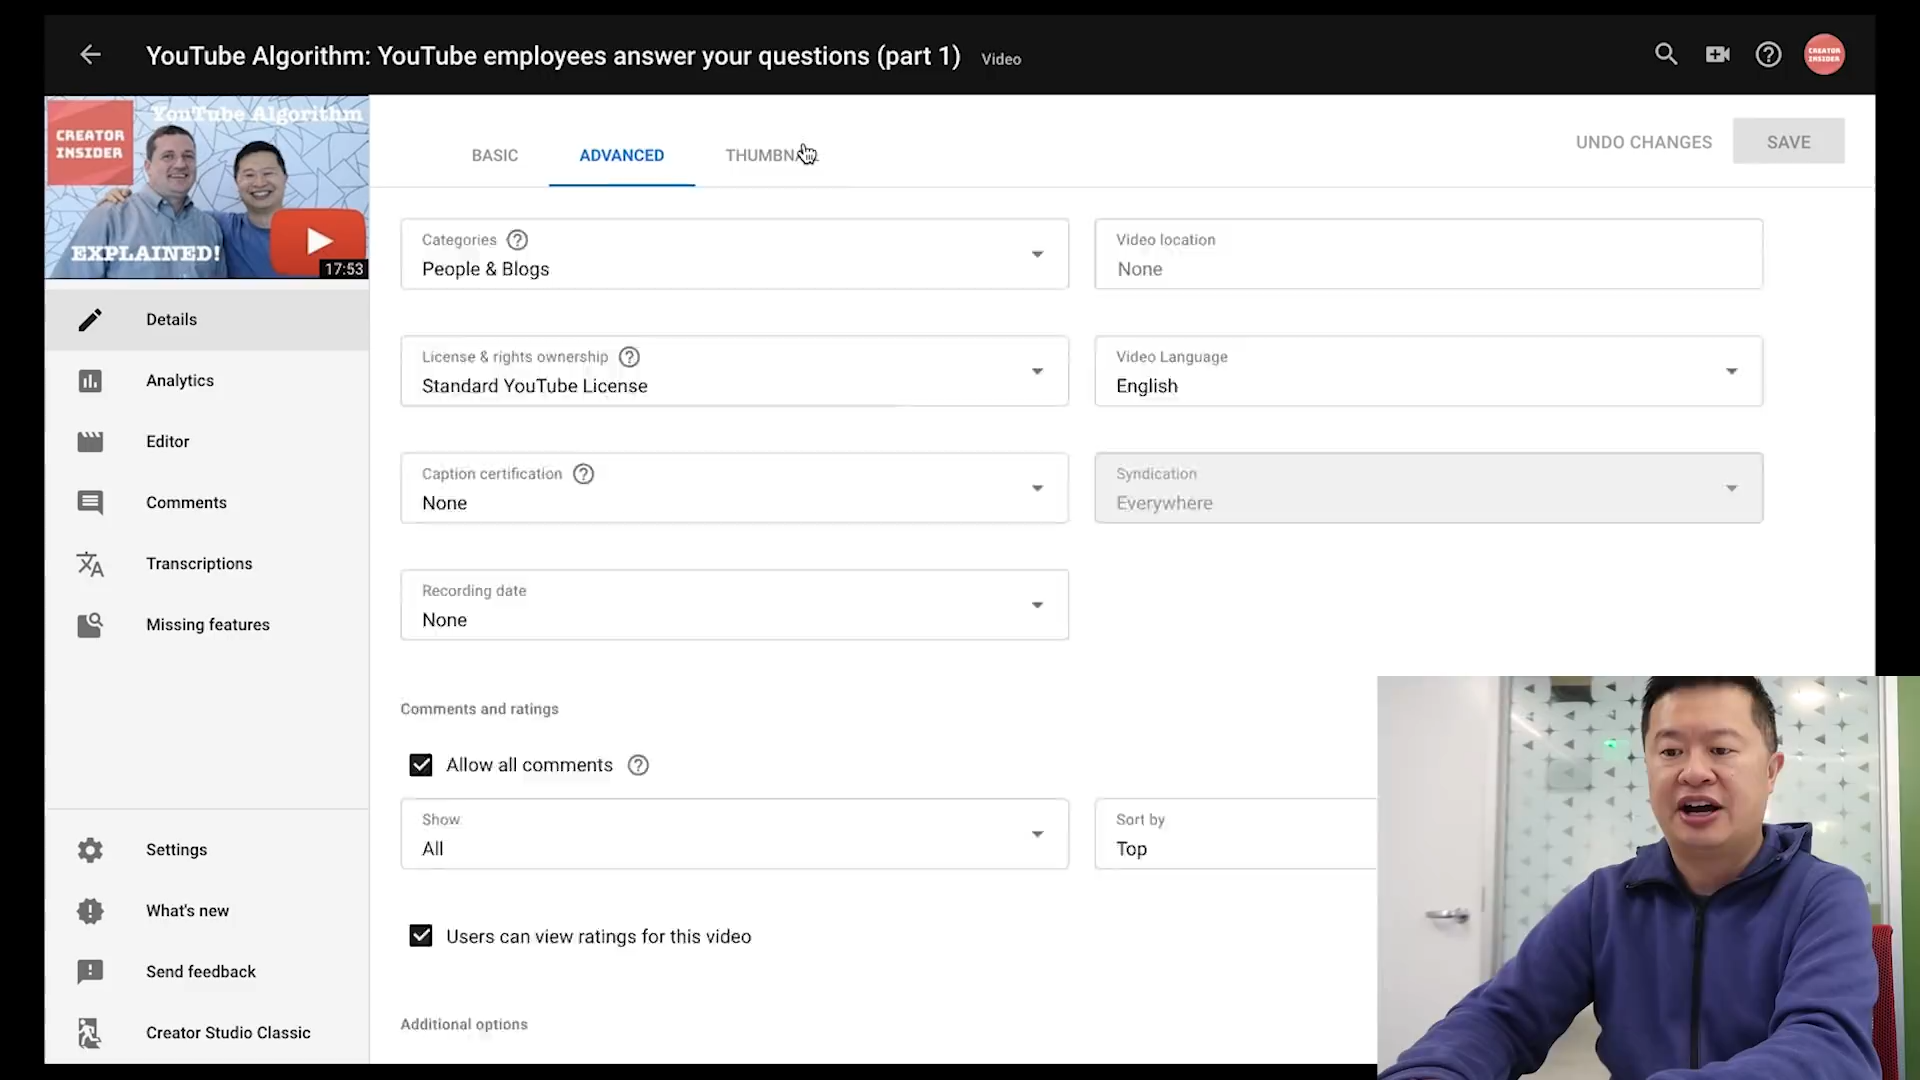 YouTube Algorithm: YouTube employees answer your questions (part 1) Video
CREATOR
INSIDER
CREATOR
INSIDER
YouTube Algorithm
EXPLAINED!
17:53
BASIC
ADVANCED
UNDO CHANGES
SAVE
Details
Analytics
Editor
Comments
Transcriptions
Missing features
Settings
What's new
Send feedback
Creator Studio Classic
Categories
People & Blogs
Video location
None
License & rights ownership
Standard YouTube License
Video Language
English
Caption certification
None
Syndication
Everywhere
Recording date
None
Comments and ratings
Allow all comments
Show
All
Sort by
Top
Users can view ratings for this video
Additional options